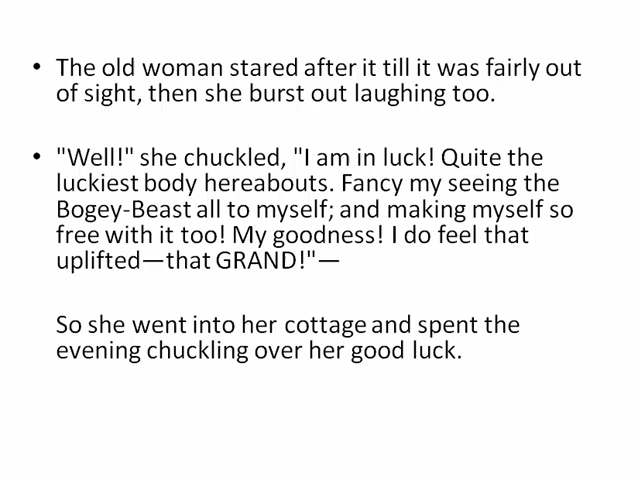 • The old woman stared after it till it was fairly out
of sight, then she burst out laughing too.
• "Well!" she chuckled, "I am in luck! Quite the
luckiest body hereabouts. Fancy my seeing the
Bogey-Beast all to myself; and making myself so
free with it too! My goodness! I do feel that
uplifted—that GRAND!"—
So she went into her cottage and spent the
evening chuckling over her good luck.